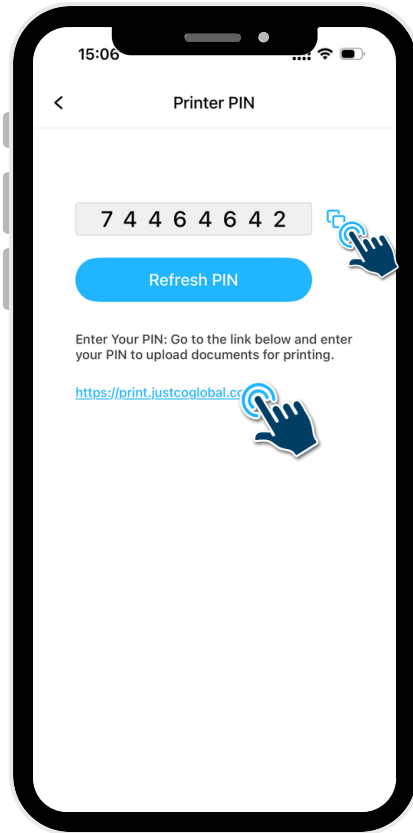 15:06
Printer PIN
7 4 4 6 4 6 4 2
Refresh PIN
Enter Your PIN: Go to the link below and enter
your PIN to upload documents for printing.
https://print.justcoglobal.c